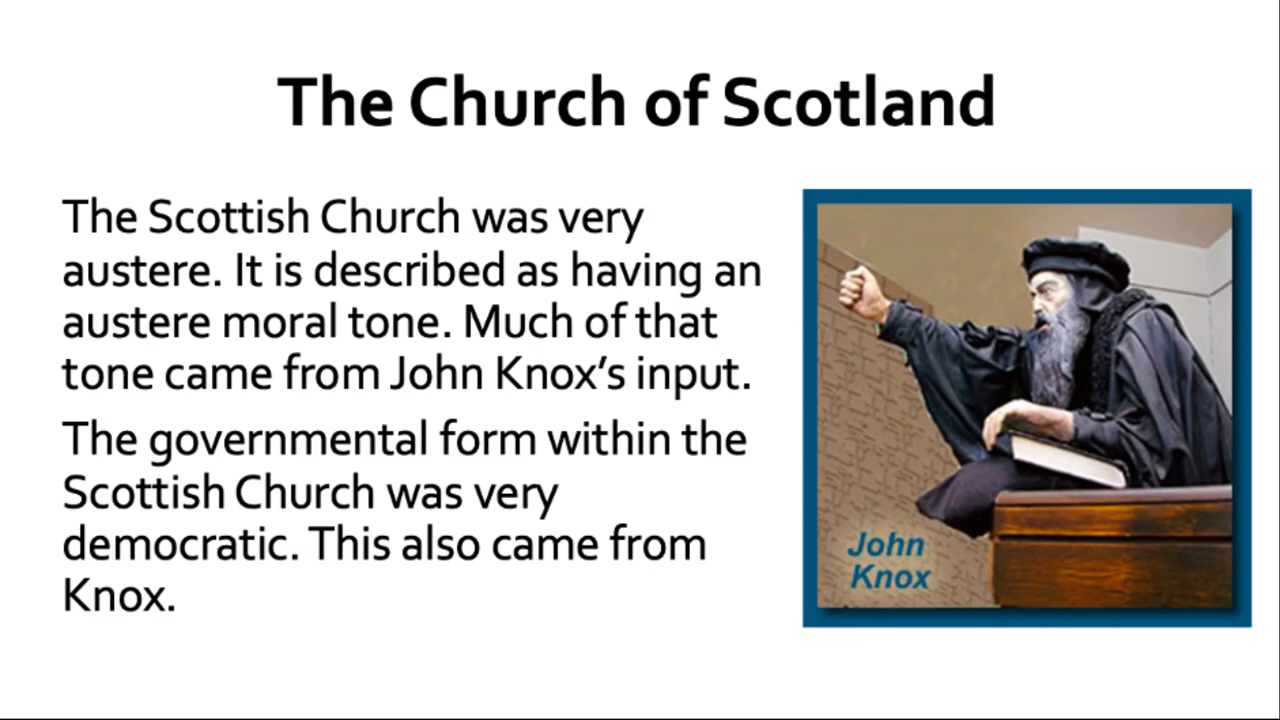 The Church of Scotland
The Scottish Church was very
austere. It is described as having an
austere moral tone. Much of that
tone came from John Knox’s input.
The governmental form within the
Scottish Church was very
democratic. This also came from
Knox.
John
Knox